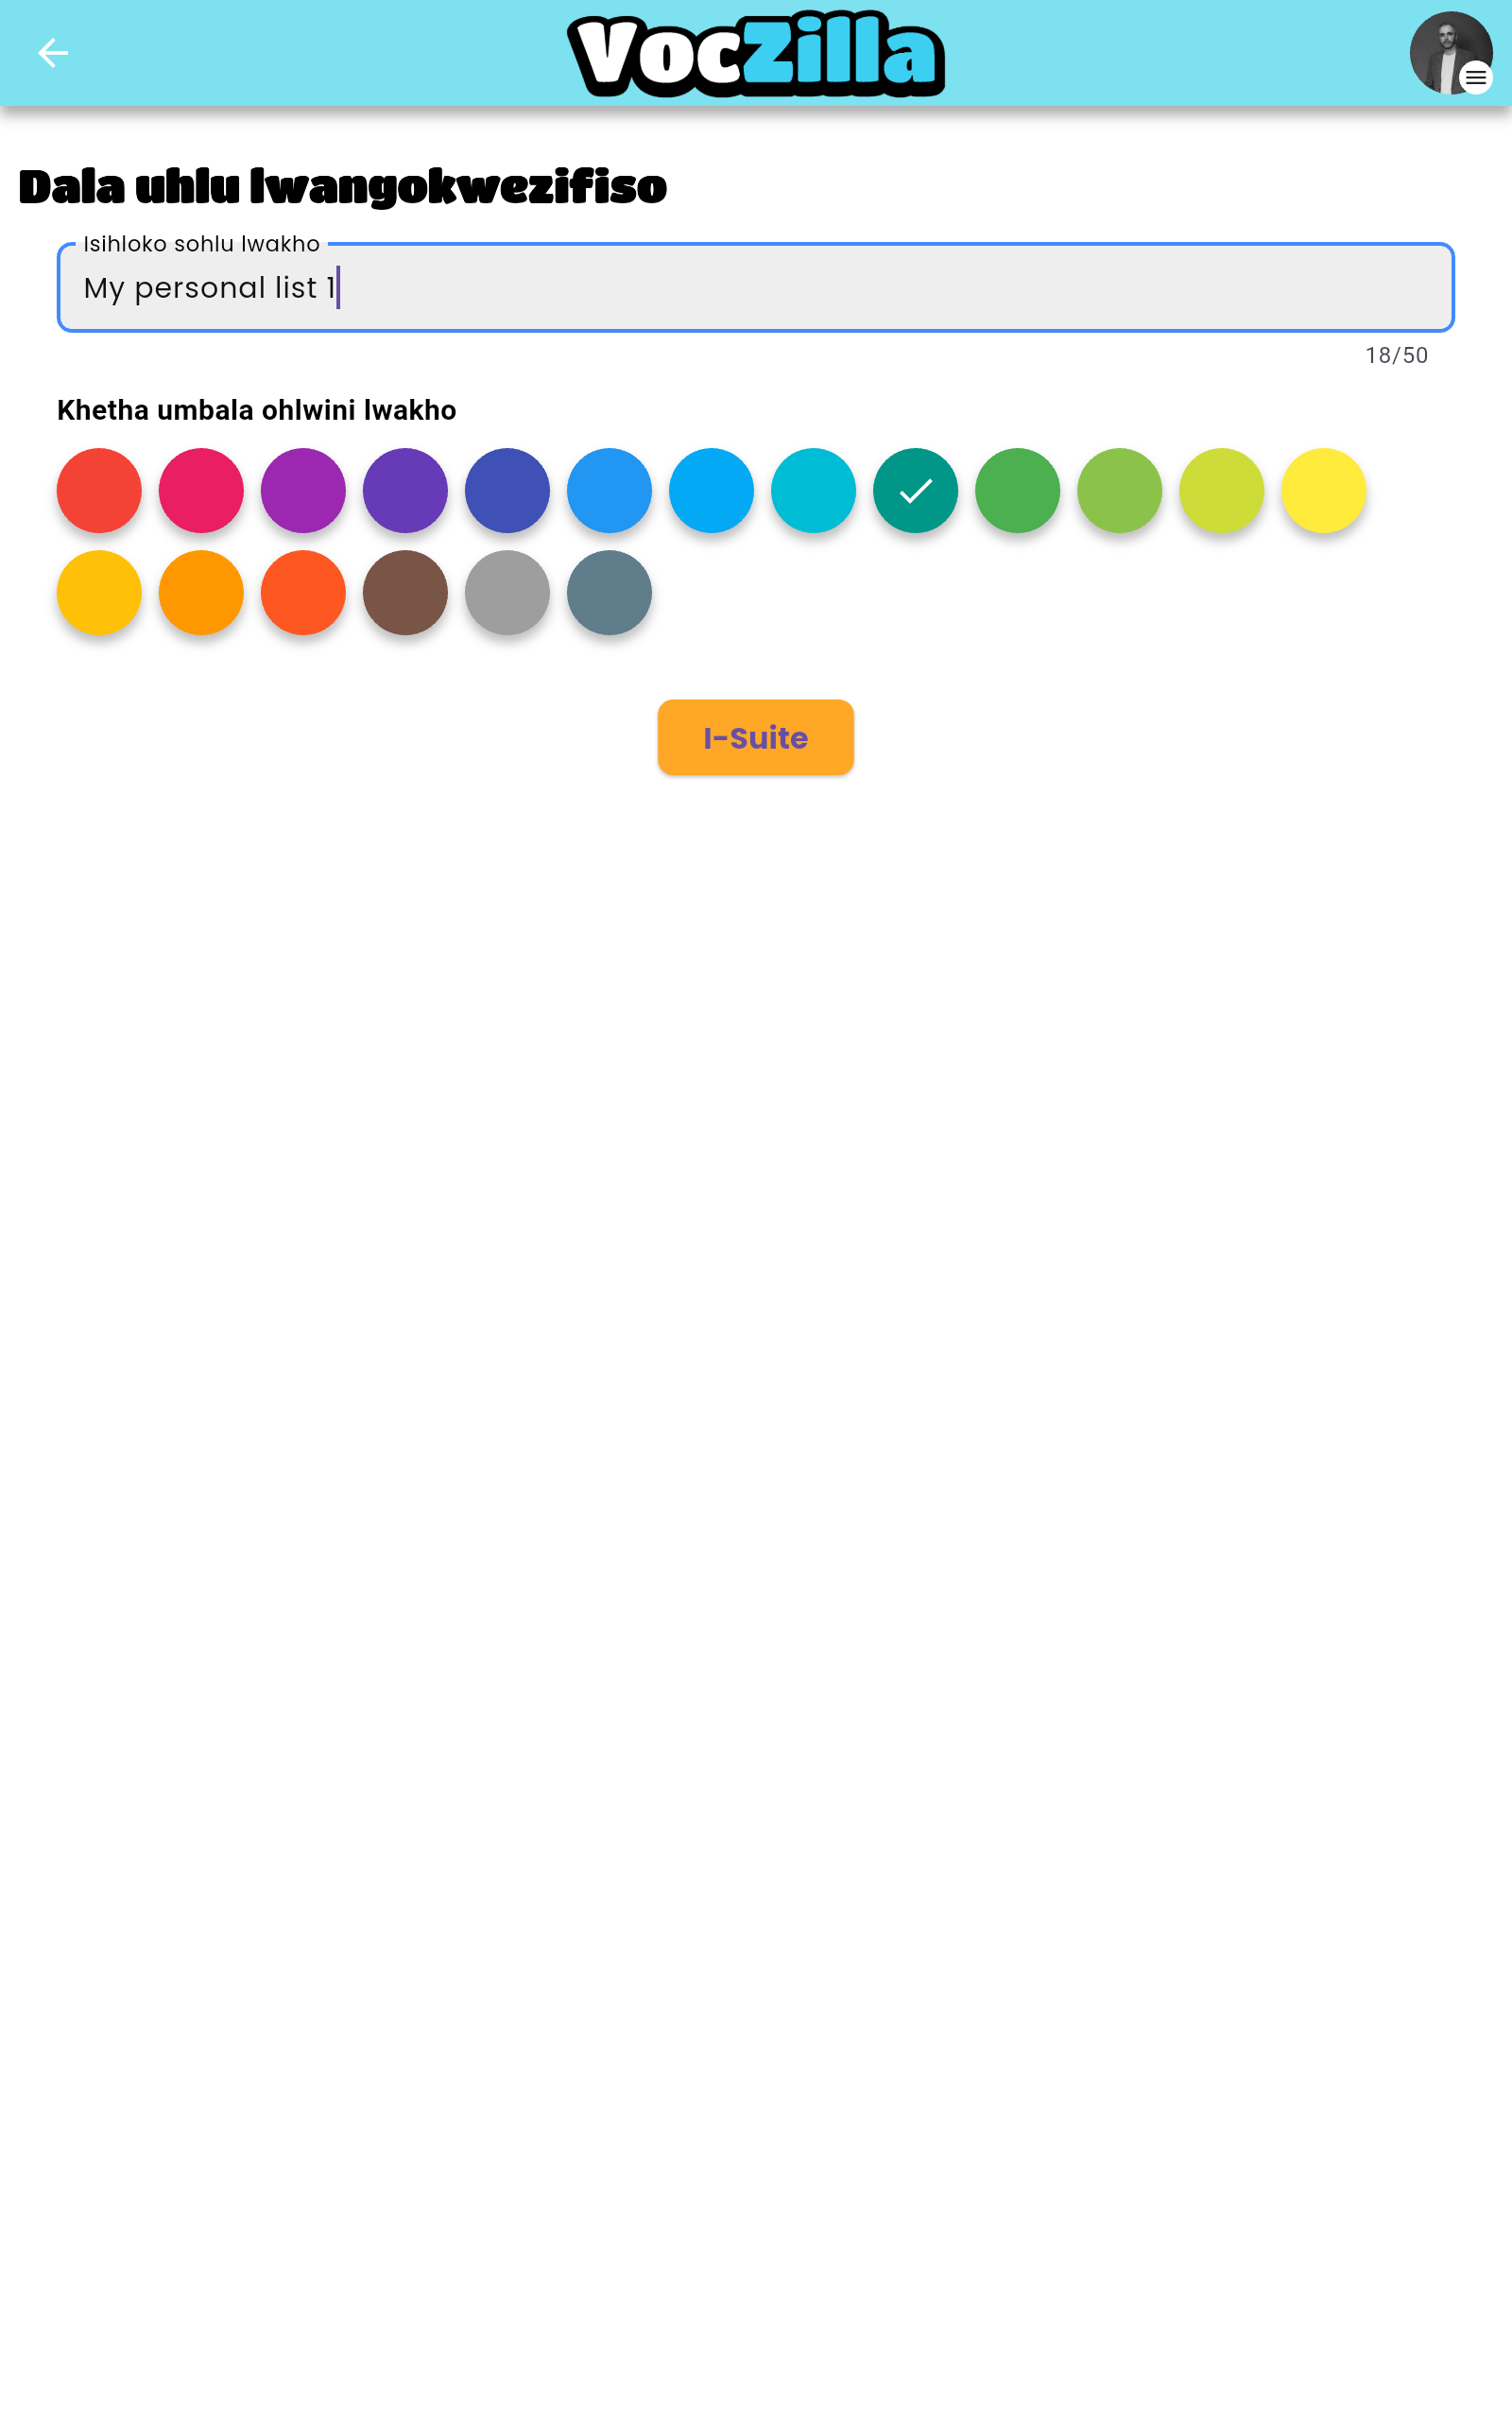 VocZilla
Dala uhlu lwangokwezifiso
Isihloko sohlu lwakho
My personal list 1
18/50
Khetha umbala ohlwini lwakho
I-Suite